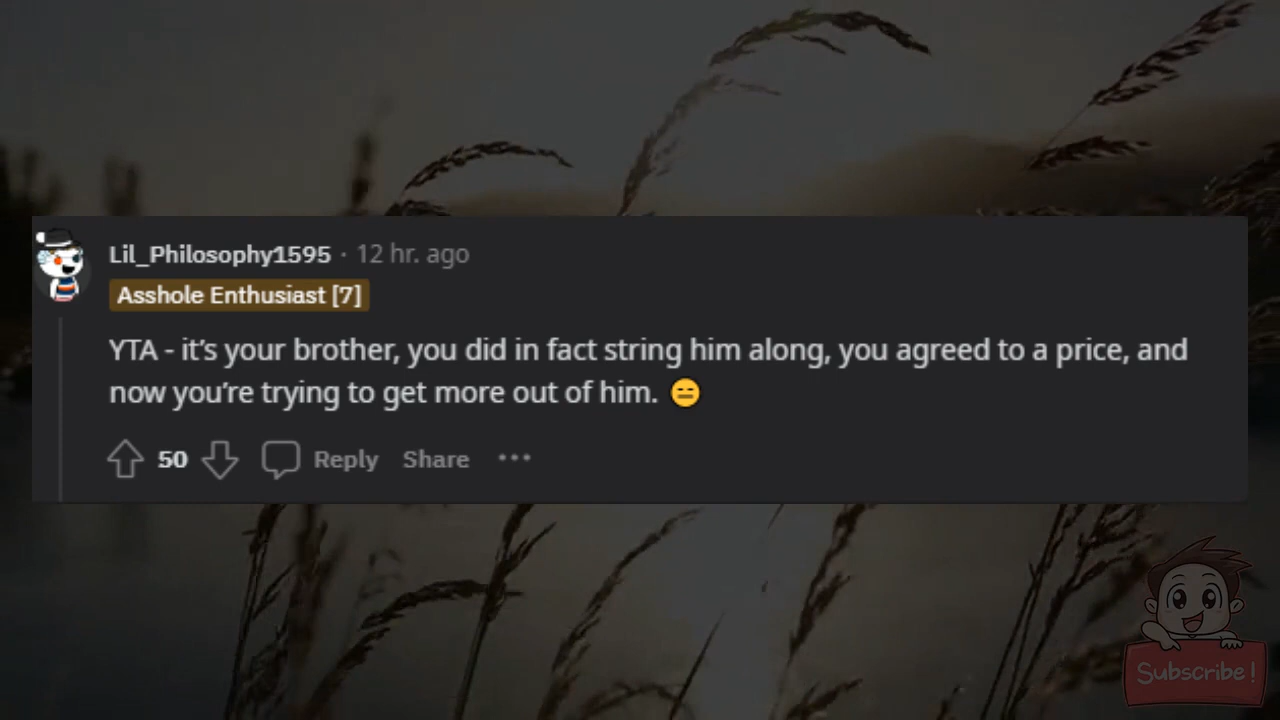 Lil_Philosophy1595 · 12 hr. ago
Asshole Enthusiast [7]
YTA - it’s your brother, you did in fact string him along, you agreed to a price, and
now you’re trying to get more out of him. 😑
50 Reply Share ···
Subscribe!